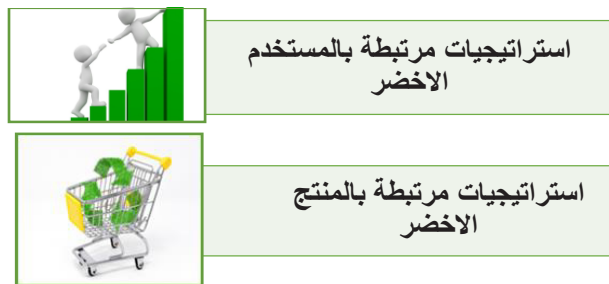 استراتيجيات مرتبطة بالمستخدم
الاخضر
استراتيجيات مرتبطة بالمنتج
الاخضر